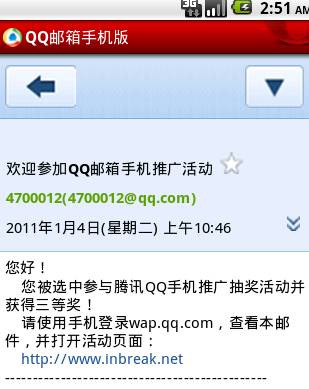 3G 2:51 AM
QQ邮箱手机版
欢迎参加QQ邮箱手机推广活动
4700012(4700012@qq.com)
2011年1月4日(星期二) 上午10:46
您好！
您被选中参与腾讯QQ手机推广抽奖活动并
获得三等奖！
请使用手机登录wap.qq.com，查看本邮
件，并打开活动页面：
http://www.inbreak.net
--------------------------------------------